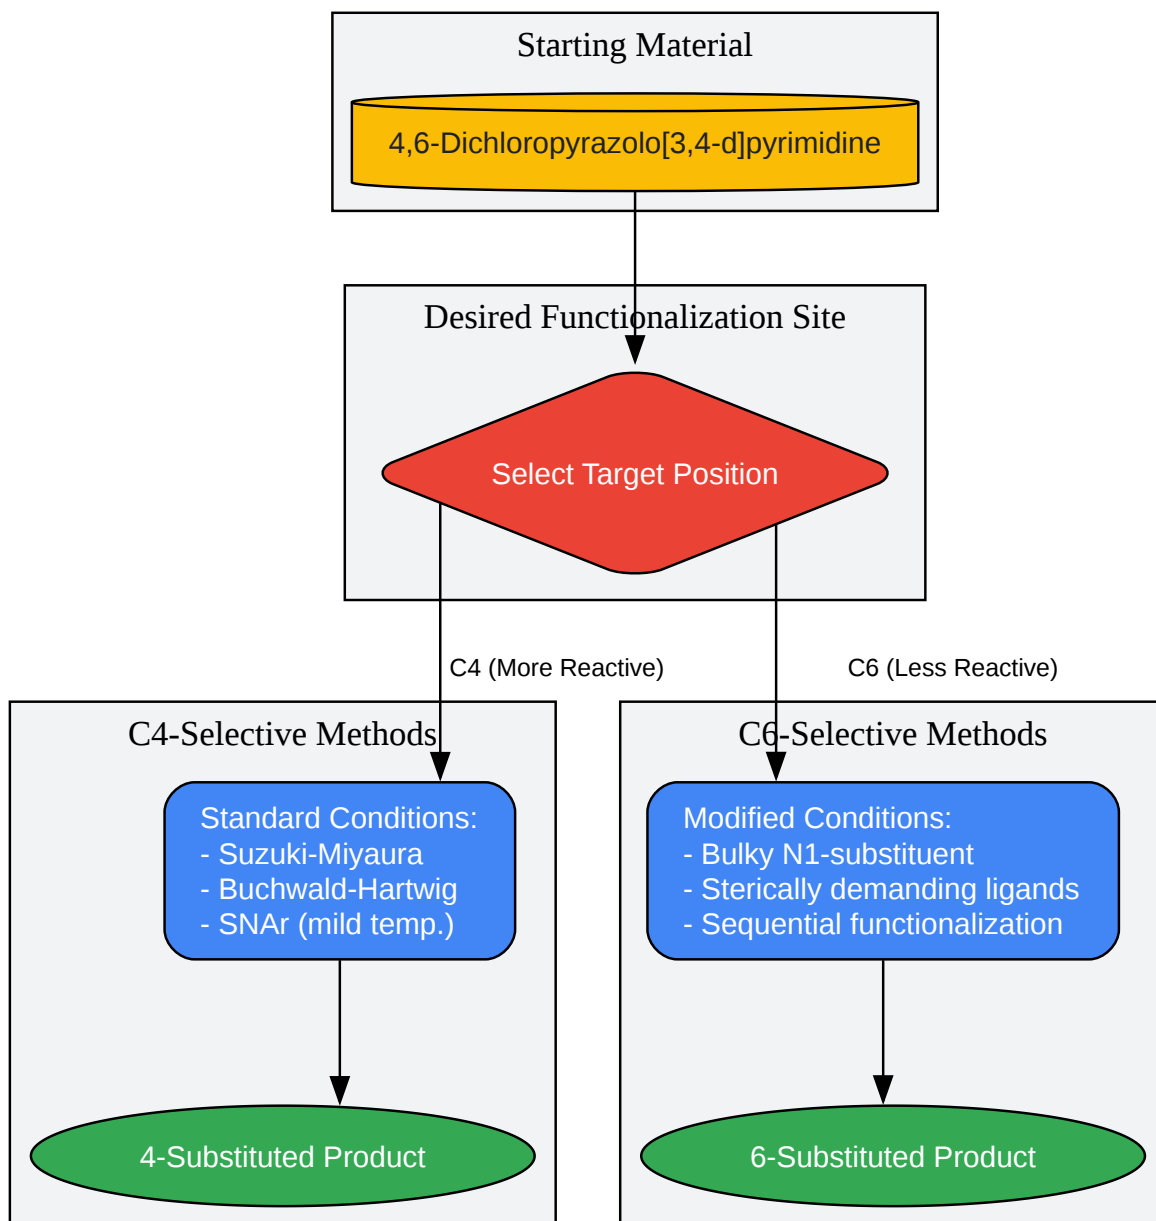 Starting Material
4,6-Dichloropyrazolo[3,4-d]pyrimidine
Desired Functionalization Site
Select Target Position
C4 (More Reactive)
C6 (Less Reactive)
C4-Selective Methods
Standard Conditions:
- Suzuki-Miyaura
- Buchwald-Hartwig
- SNAr (mild temp.)
4-Substituted Product
C6-Selective Methods
Modified Conditions:
- Bulky N1-substituent
- Sterically demanding ligands
- Sequential functionalization
6-Substituted Product